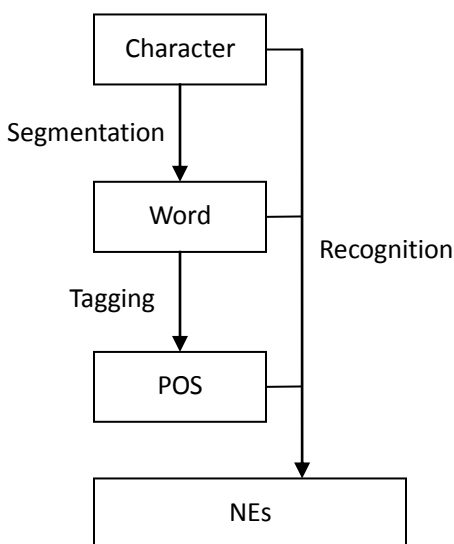 Character
Segmentation
Word
Recognition
Tagging
POS
NEs